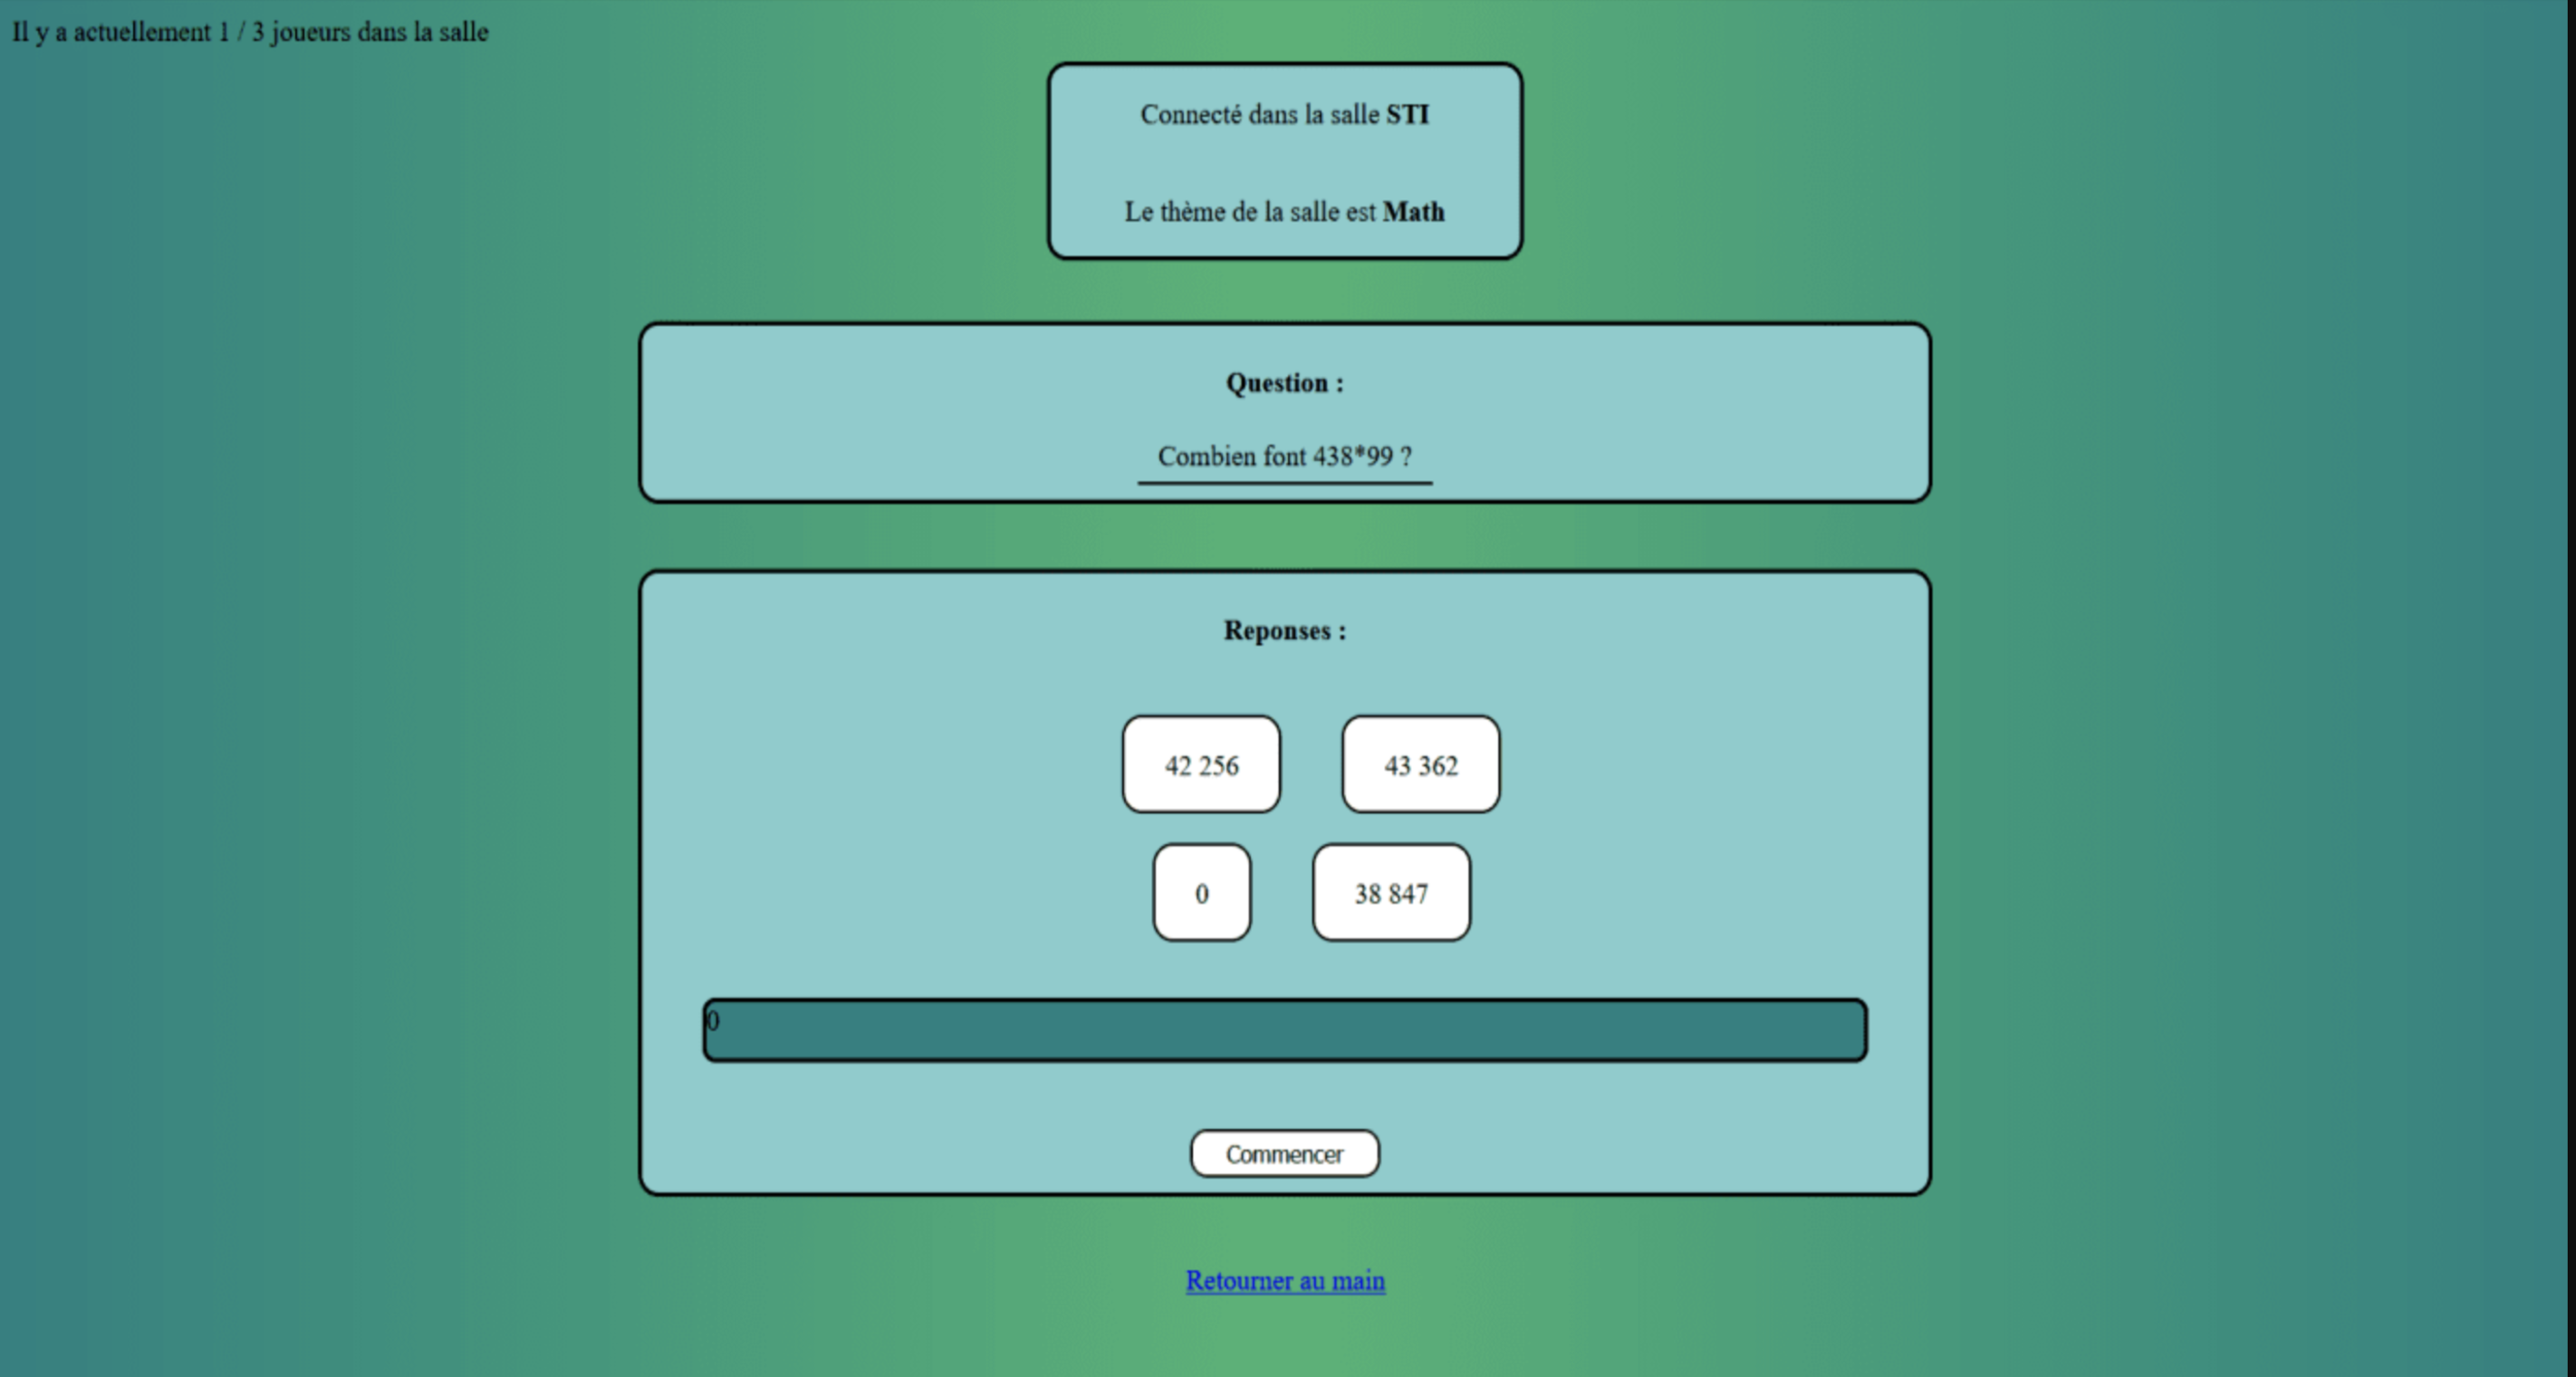 Il y a actuellement 1 / 3 joueurs dans la salle
Connecté dans la salle STI
Le thème de la salle est Math
Question :
Combien font 438*99 ?
Reponses :
42 256
43 362
0
38 847
0
Commencer
Retourner au main